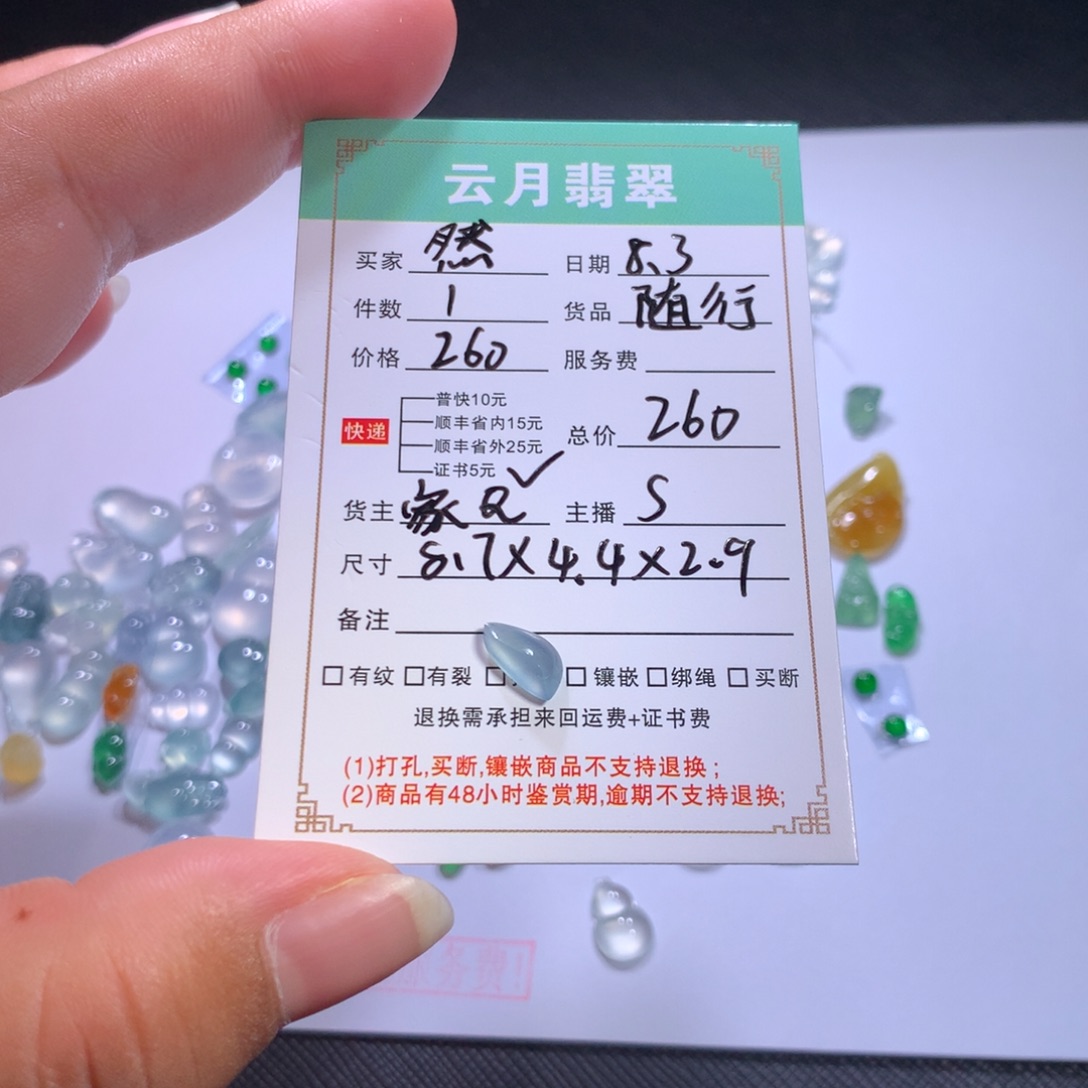 云月翡翠
买家 然 日期 8.3
件数 1 货品 随行
价格 260 服务费
普快10元
顺丰省内15元
快递 总价 260
顺丰省外25元
证书5元 ✓
货主 家Q 主播 S
尺寸 8.7X4.4X2.9
备注
□有纹 □有裂 □ □镶嵌 □绑绳 □买断
退换需承担来回运费+证书费
(1)打孔,买断,镶嵌商品不支持退换;
(2)商品有48小时鉴赏期,逾期不支持退换;
务费!